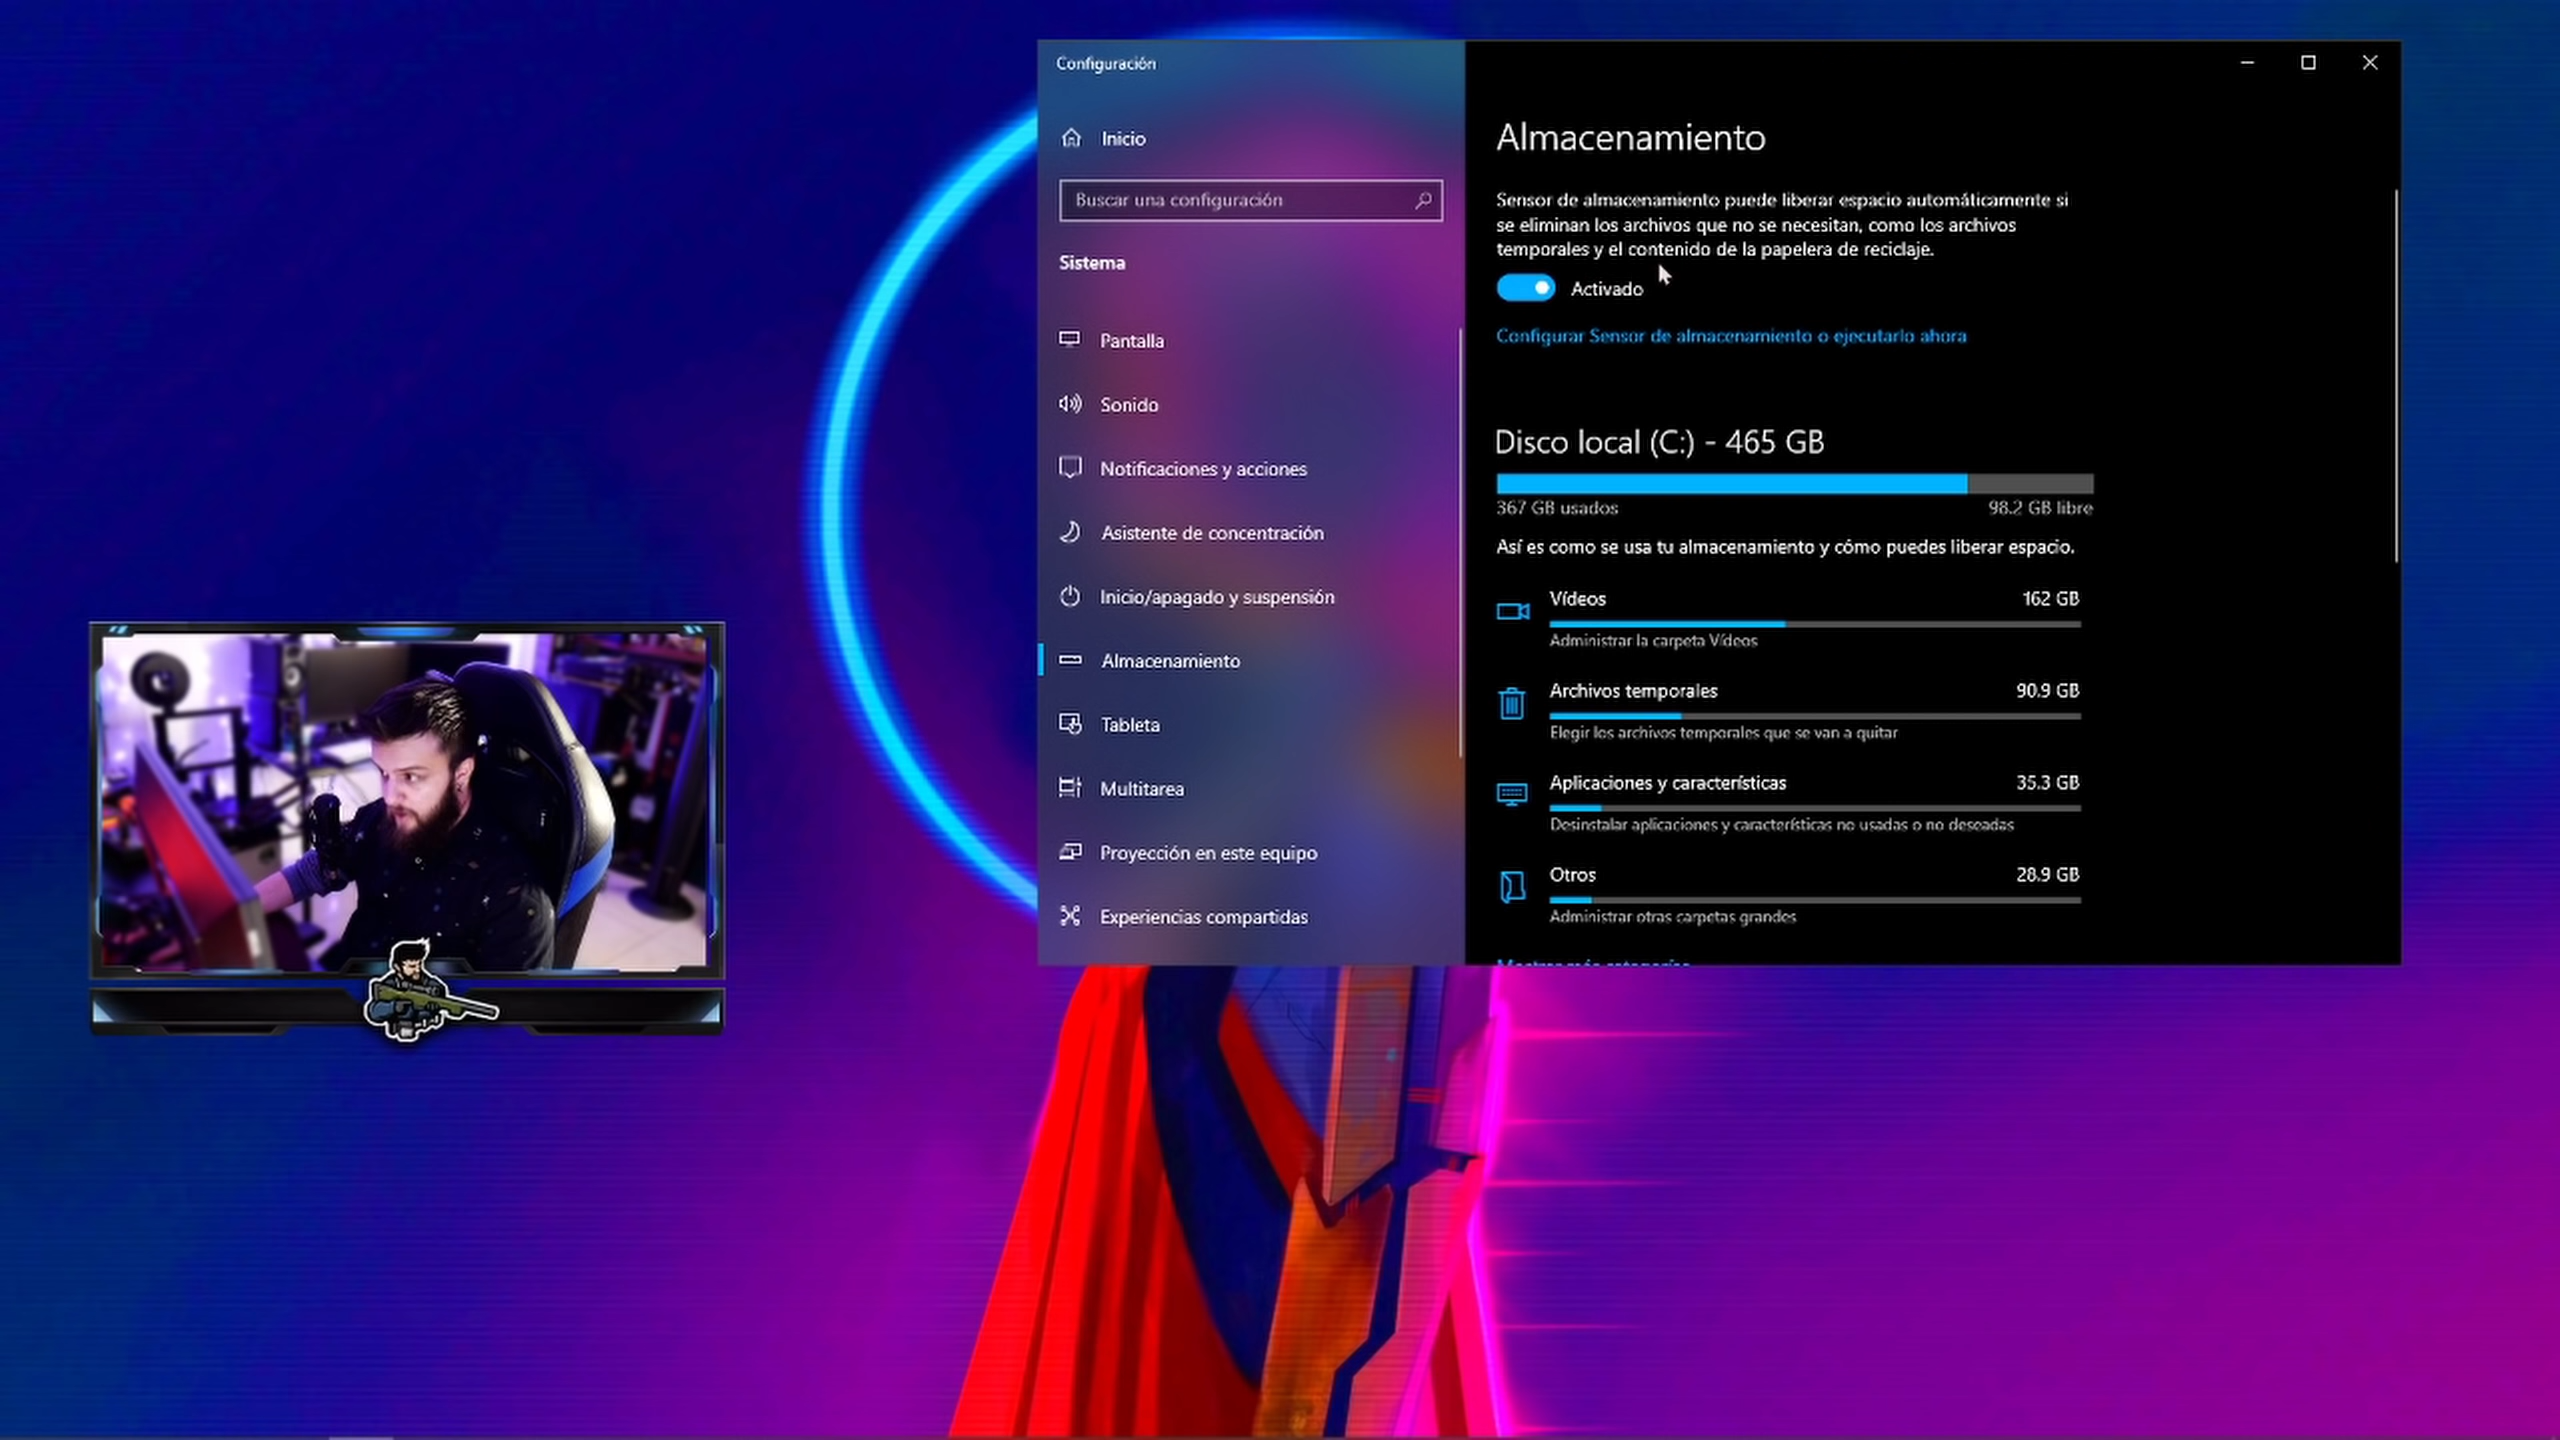 Configuración
Inicio
Buscar una configuración
Sistema
Pantalla
Sonido
Notificaciones y acciones
Asistente de concentración
Inicio/apagado y suspensión
Almacenamiento
Tableta
Multitarea
Proyección en este equipo
Experiencias compartidas
Almacenamiento
Sensor de almacenamiento puede liberar espacio automáticamente si
se eliminan los archivos que no se necesitan, como los archivos
temporales y el contenido de la papelera de reciclaje.
Activado
Configurar Sensor de almacenamiento o ejecutarlo ahora
Disco local (C:) - 465 GB
367 GB usados 98.2 GB libre
Así es como se usa tu almacenamiento y cómo puedes liberar espacio.
Vídeos 162 GB
Administrar la carpeta Vídeos
Archivos temporales 90.9 GB
Elegir los archivos temporales que se van a quitar
Aplicaciones y características 35.3 GB
Desinstalar aplicaciones y características no usadas o no deseadas
Otros 28.9 GB
Administrar otras carpetas grandes